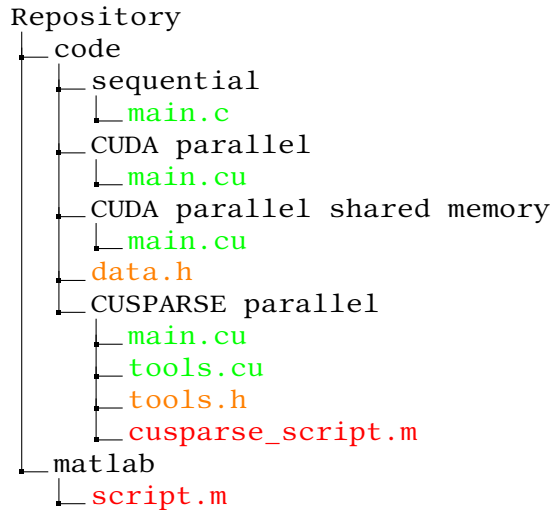 Repository
code
sequential
main.c
CUDA parallel
main.cu
CUDA parallel shared memory
main.cu
data.h
CUSPARSE parallel
main.cu
tools.cu
tools.h
cusparse_script.m
matlab
script.m